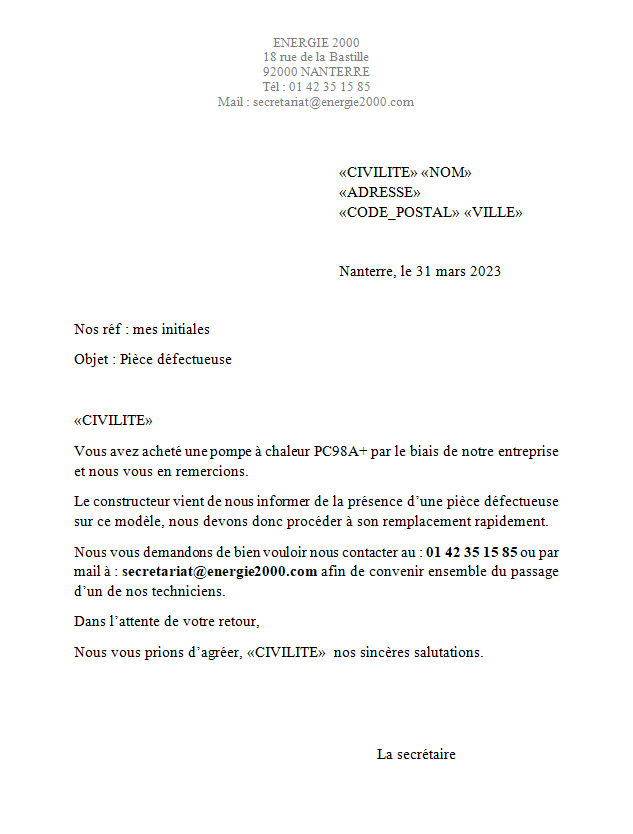 ENERGIE 2000
18 rue de la Bastille
92000 NANTERRE
Tél : 01 42 35 15 85
Mail : secretariat@energie2000.com
«CIVILITE» «NOM»
«ADRESSE»
«CODE_POSTAL» «VILLE»
Nanterre, le 31 mars 2023
Nos réf : mes initiales
Objet : Pièce défectueuse
«CIVILITE»
Vous avez acheté une pompe à chaleur PC98A+ par le biais de notre entreprise
et nous vous en remercions.
Le constructeur vient de nous informer de la présence d’une pièce défectueuse
sur ce modèle, nous devons donc procéder à son remplacement rapidement.
Nous vous demandons de bien vouloir nous contacter au : 01 42 35 15 85 ou par
mail à : secretariat@energie2000.com afin de convenir ensemble du passage
d’un de nos techniciens.
Dans l’attente de votre retour,
Nous vous prions d’agréer, «CIVILITE» nos sincères salutations.
La secrétaire